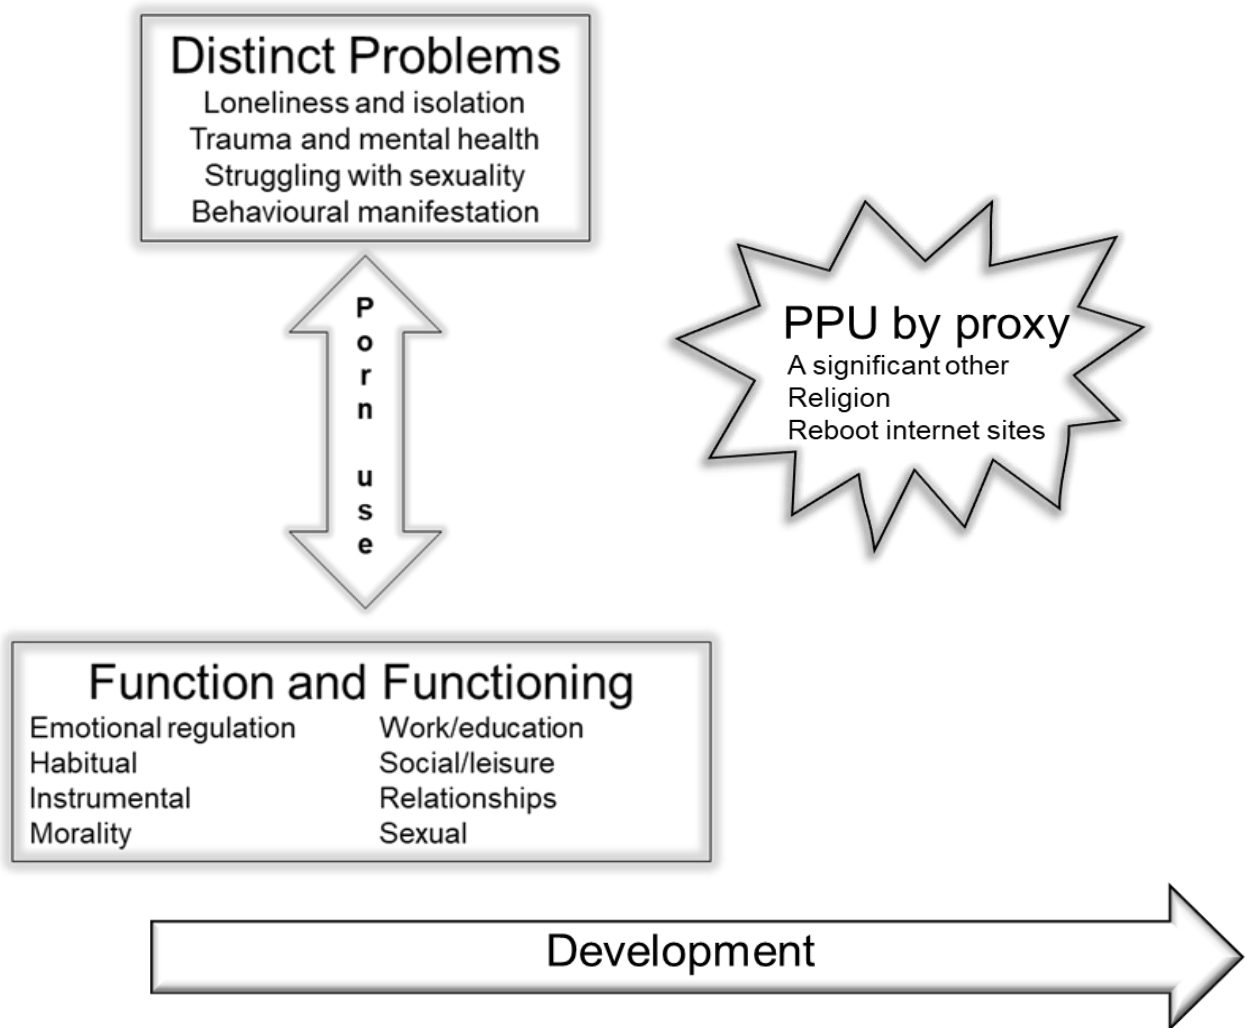 Distinct Problems
Loneliness and isolation
Trauma and mental health
Struggling with sexuality
Behavioural manifestation
Porn use
PPU by proxy
A significant other
Religion
Reboot internet sites
Function and Functioning
Emotional regulation
Habitual
Instrumental
Morality
Work/education
Social/leisure
Relationships
Sexual
Development